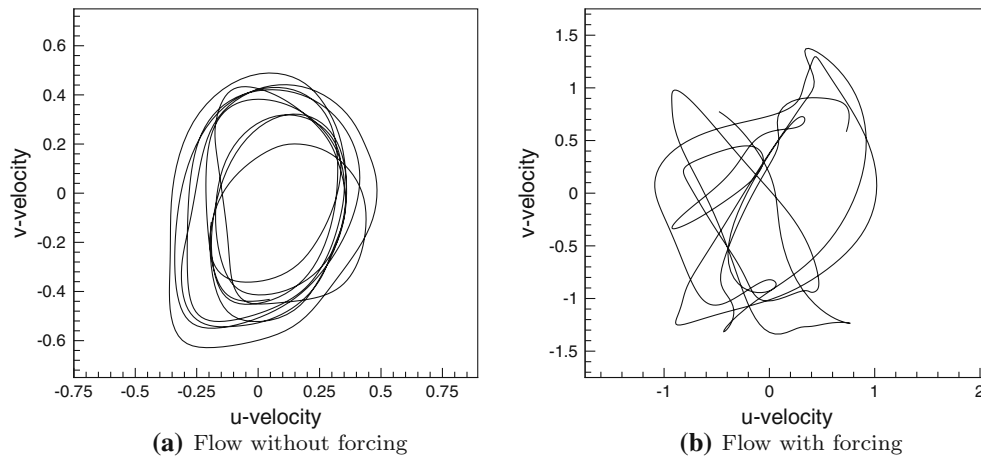 0.6
0.4
0.2
0
-0.2
-0.4
-0.6
v-velocity
-0.75 -0.5 -0.25 0 0.25 0.5 0.75
u-velocity
(a) Flow without forcing
1.5
1
0.5
0
-0.5
-1
-1.5
v-velocity
-1 0 1 2
u-velocity
(b) Flow with forcing